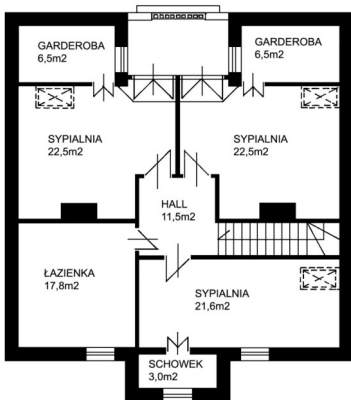 GARDEROBA
6,5m2
GARDEROBA
6,5m2
SYPIALNIA
22,5m2
SYPIALNIA
22,5m2
HALL
11,5m2
ŁAZIENKA
17,8m2
SYPIALNIA
21,6m2
SCHOWEK
3,0m2